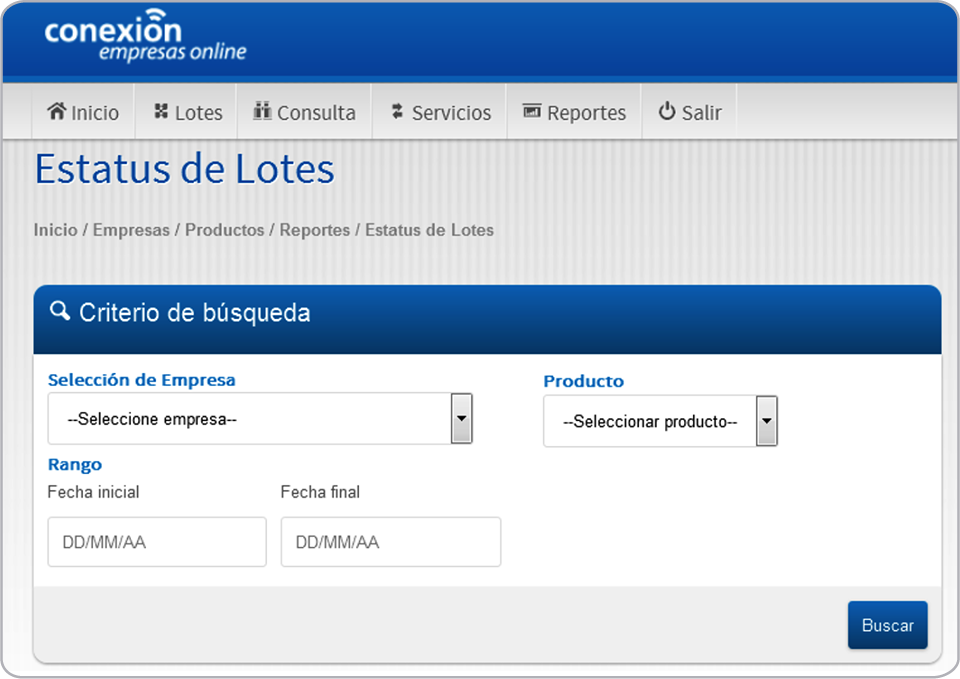 conexión
empresas online
Inicio Lotes Consulta Servicios Reportes Salir
Estatus de Lotes
Inicio / Empresas / Productos / Reportes / Estatus de Lotes
Criterio de búsqueda
Selección de Empresa Producto
--Seleccione empresa-- --Seleccionar producto--
Rango
Fecha inicial Fecha final
DD/MM/AA DD/MM/AA
Buscar